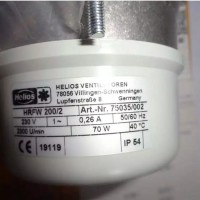 Helios
HELIOS VENTILATOREN
78056 Villingen-Schwenningen
Lupfenstraße 8 Germany
HRFW 200/2 Art.-Nr. 75035/002
230 V 1~ 0,26 A 50/60 Hz
2300 U/min 70 W 40 °C
CE 19119 IP 54